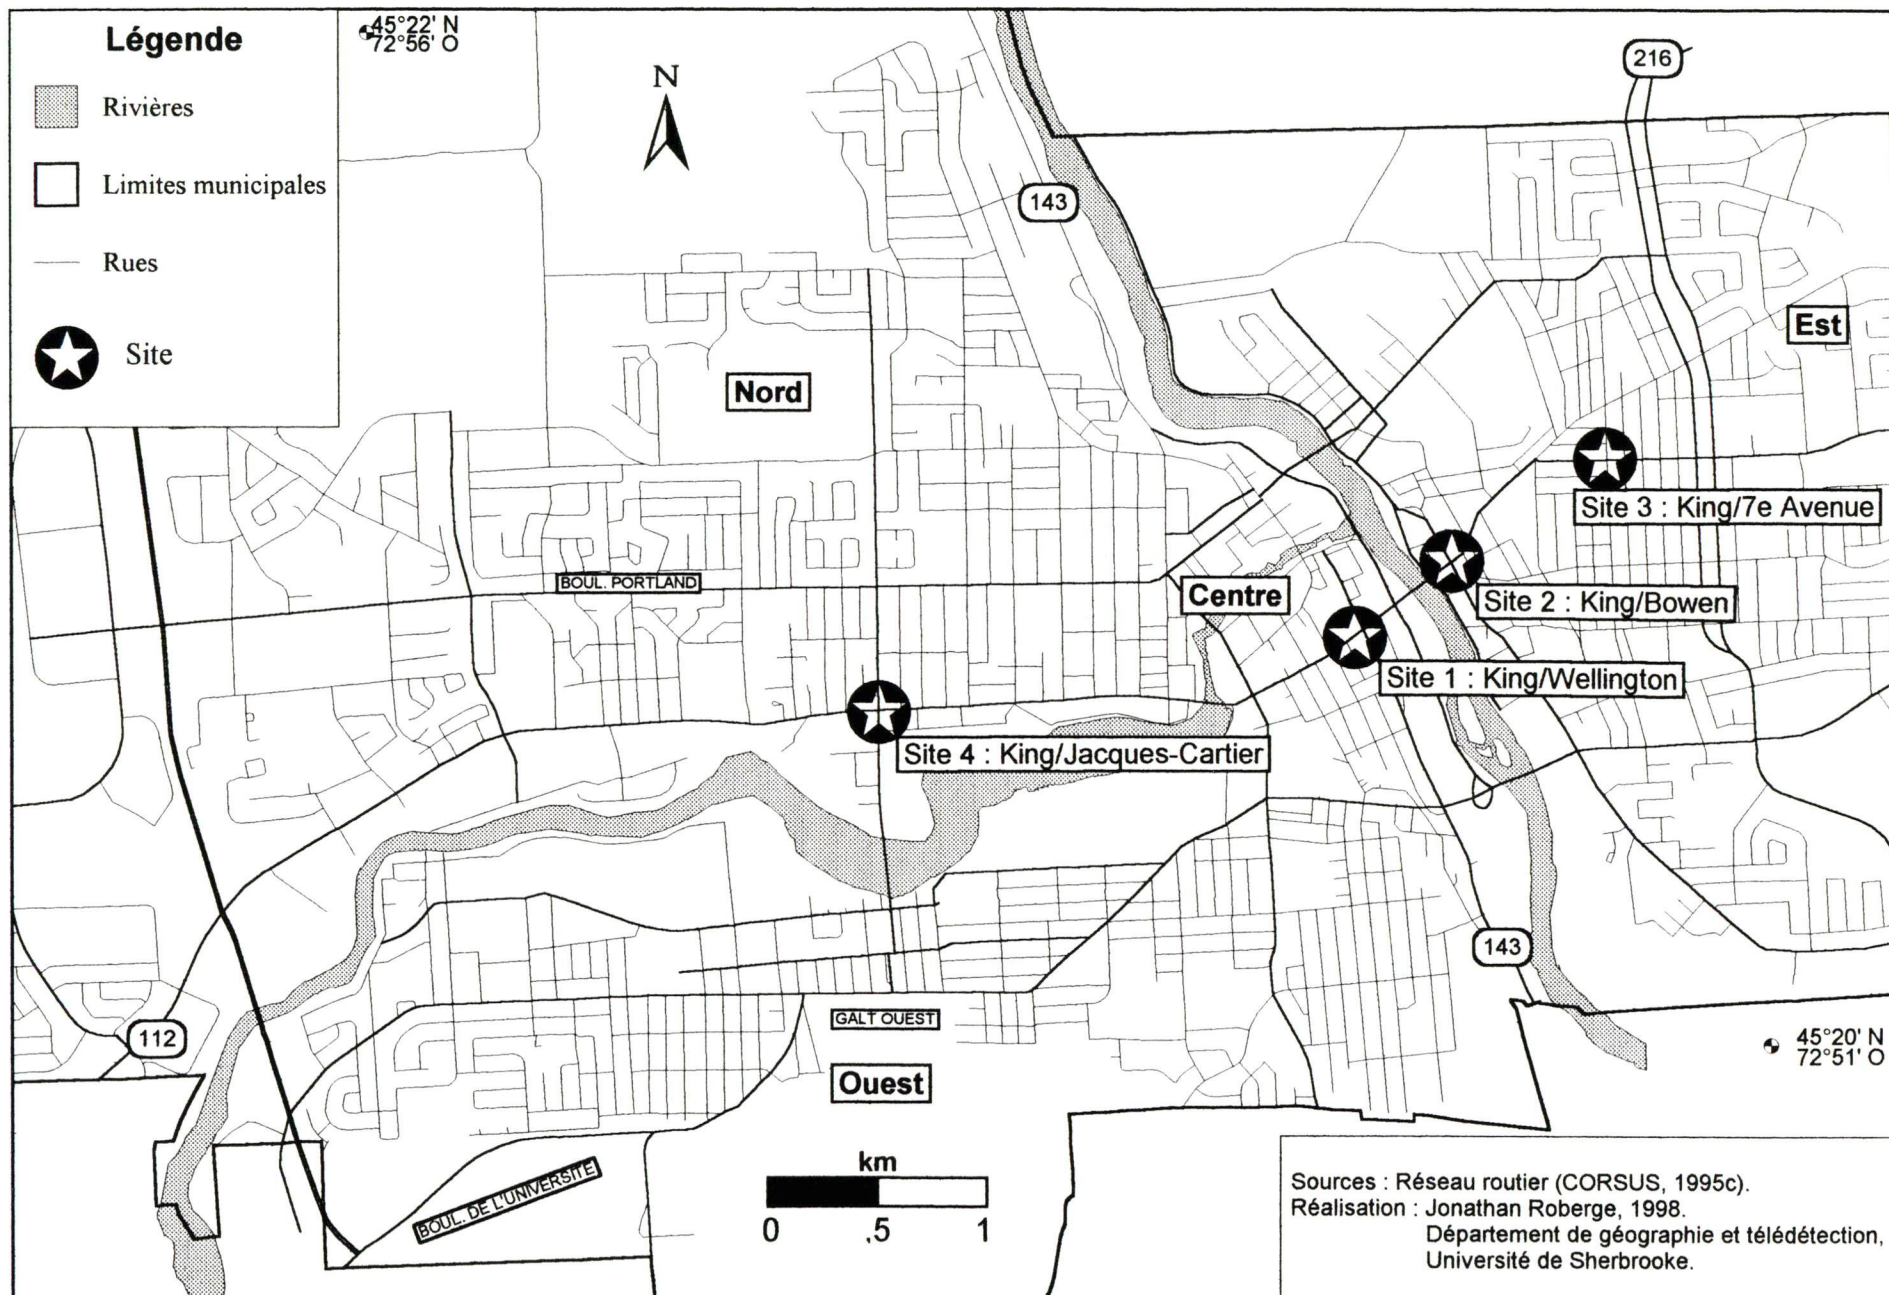 Légende
Rivières
Limites municipales
Rues
Site
45°22' N
72°56' O
N
216
143
Est
Nord
Site 3 : King/7e Avenue
BOUL. PORTLAND
Centre
Site 2 : King/Bowen
Site 1 : King/Wellington
Site 4 : King/Jacques-Cartier
143
GALT OUEST
112
45°20' N
72°51' O
Ouest
BOUL. DE L'UNIVERSITÉ
km
0 ,5 1
Sources : Réseau routier (CORSUS, 1995c).
Réalisation : Jonathan Roberge, 1998.
Département de géographie et télédétection,
Université de Sherbrooke.